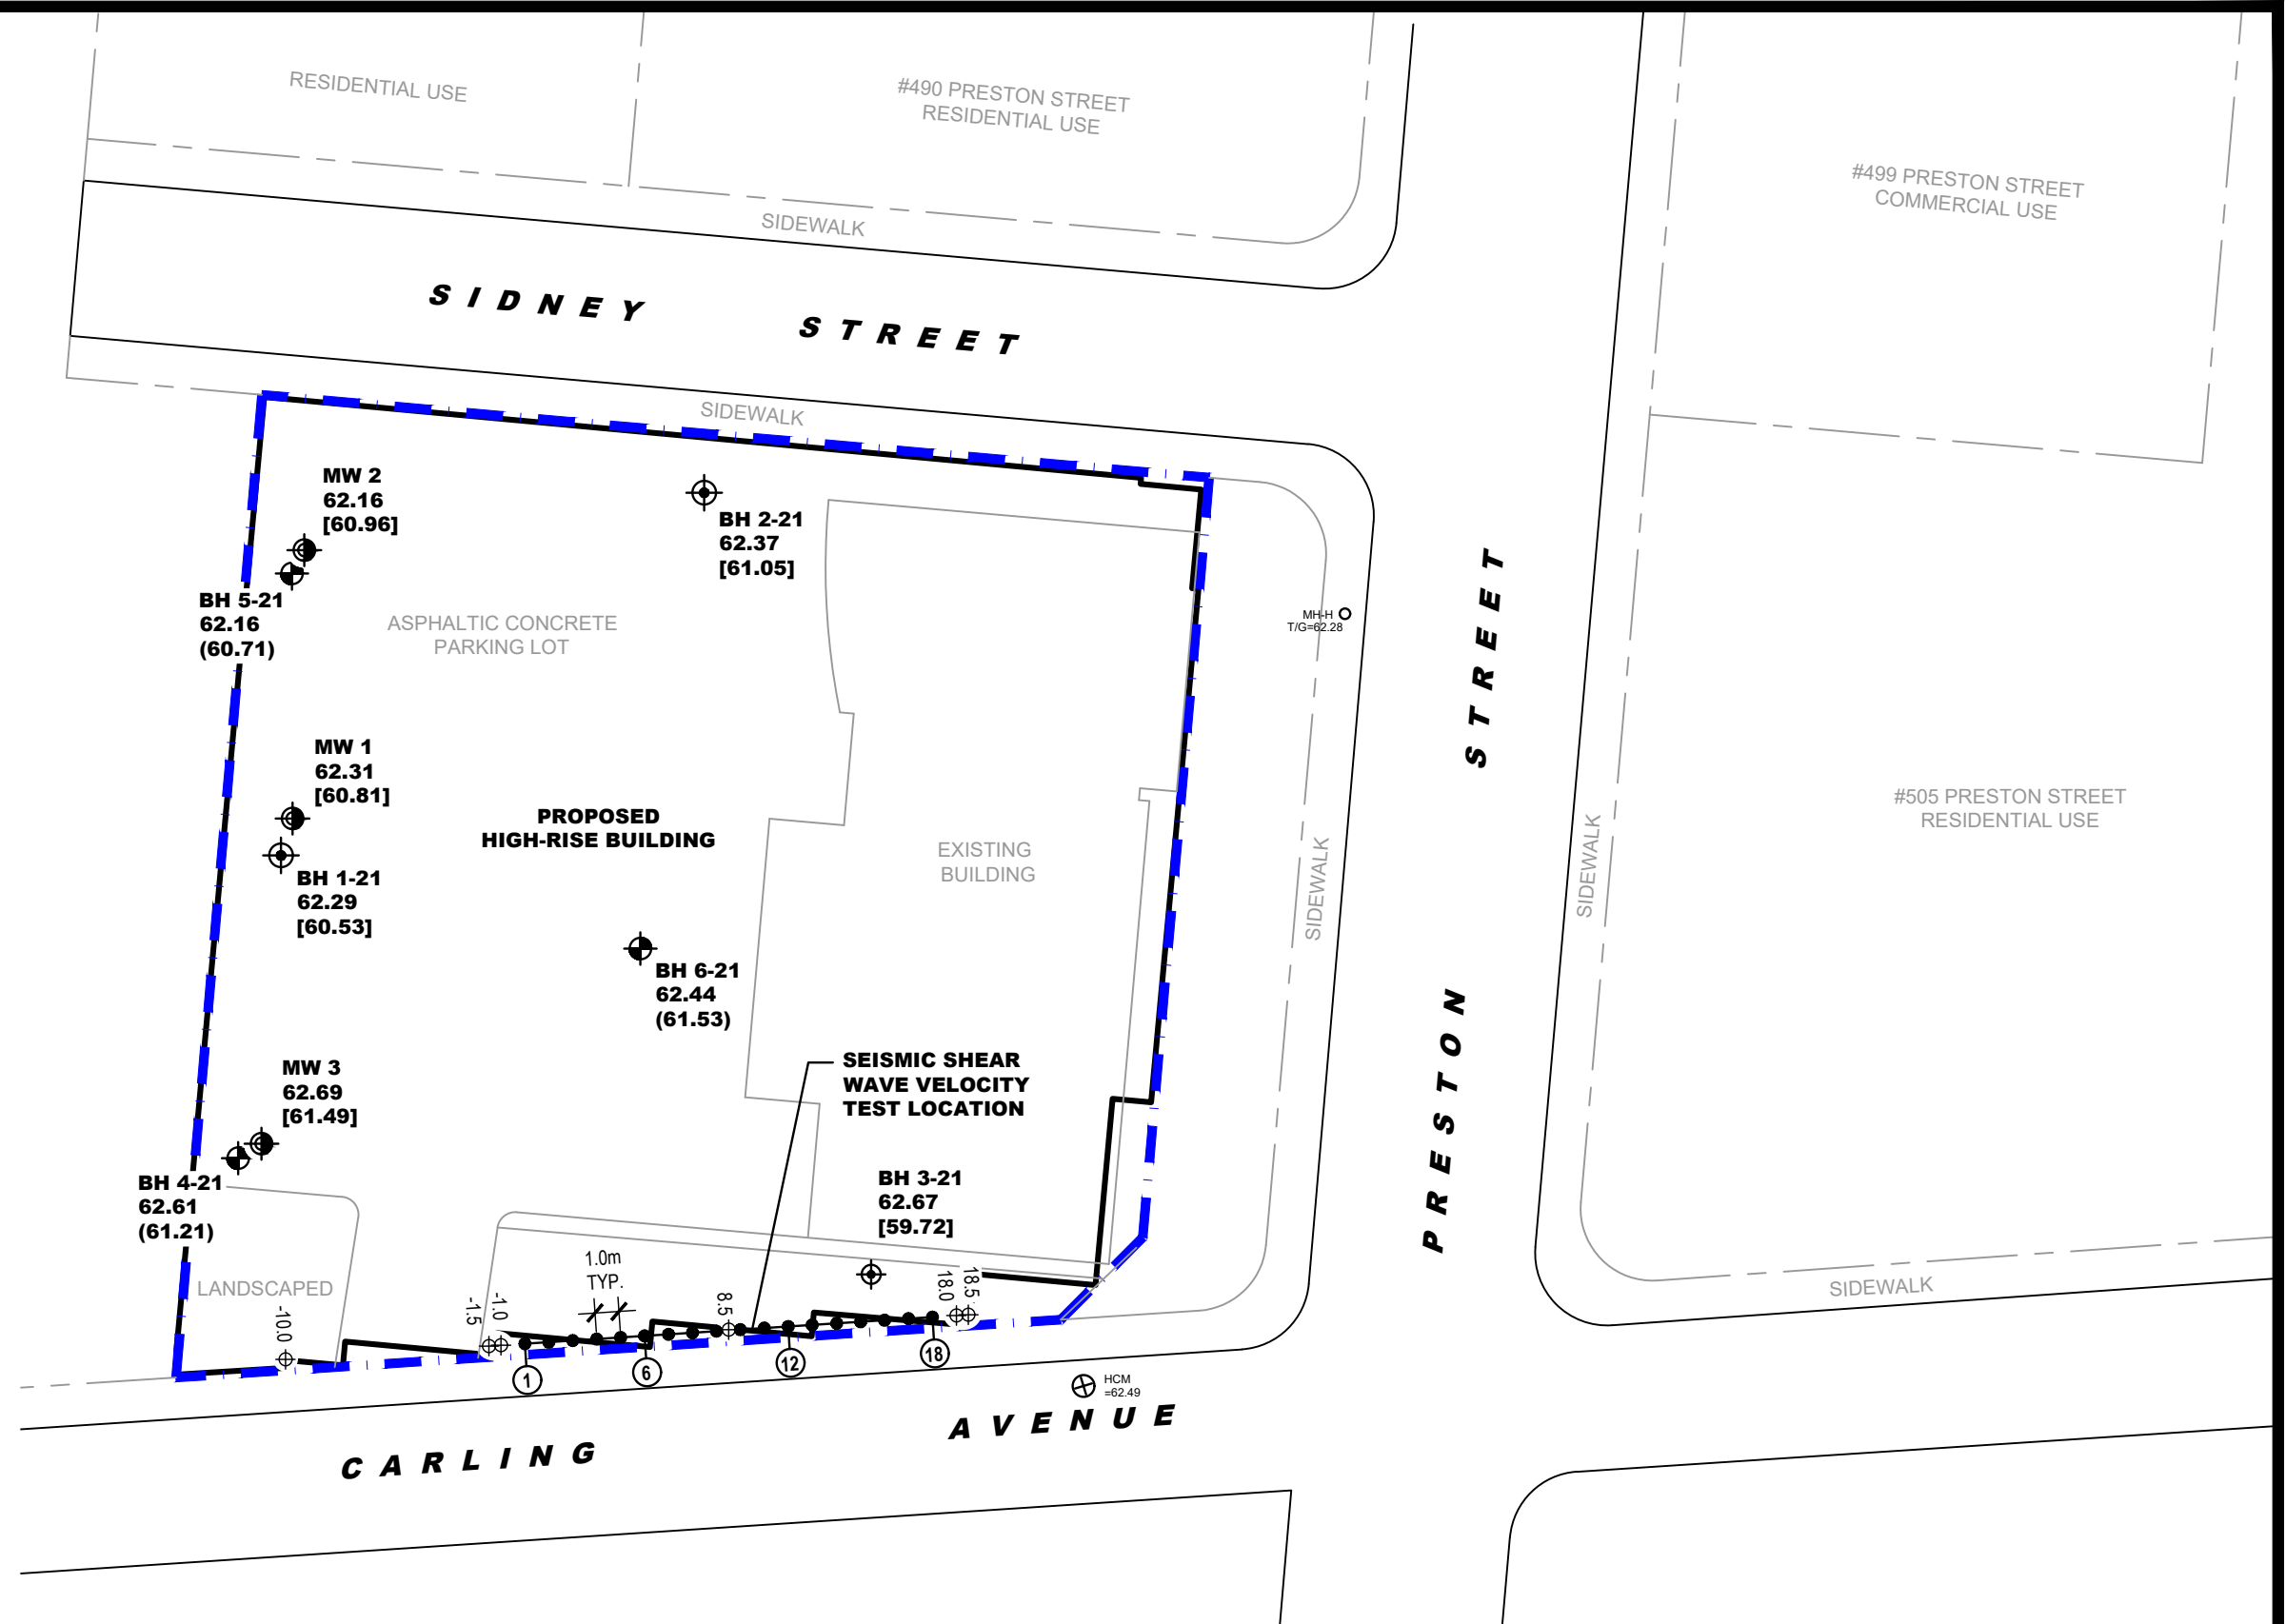 RESIDENTIAL USE
#490 PRESTON STREET
RESIDENTIAL USE
#499 PRESTON STREET
COMMERCIAL USE
SIDEWALK
SIDNEY STREET
SIDEWALK
MW 2
62.16
[60.96]
BH 2-21
62.37
[61.05]
BH 5-21
62.16
(60.71)
ASPHALTIC CONCRETE
PARKING LOT
MH-H
T/G=62.28
MW 1
62.31
[60.81]
PROPOSED
HIGH-RISE BUILDING
EXISTING
BUILDING
SIDEWALK
SIDEWALK
#505 PRESTON STREET
RESIDENTIAL USE
BH 1-21
62.29
[60.53]
BH 6-21
62.44
(61.53)
PRESTON STREET
MW 3
62.69
[61.49]
SEISMIC SHEAR
WAVE VELOCITY
TEST LOCATION
BH 4-21
62.61
(61.21)
BH 3-21
62.67
[59.72]
LANDSCAPED
1.0m
TYP.
-10.0
-1.5
-1.0
8.5
18.0
18.5
SIDEWALK
1
6
12
18
HCM
=62.49
CARLING AVENUE